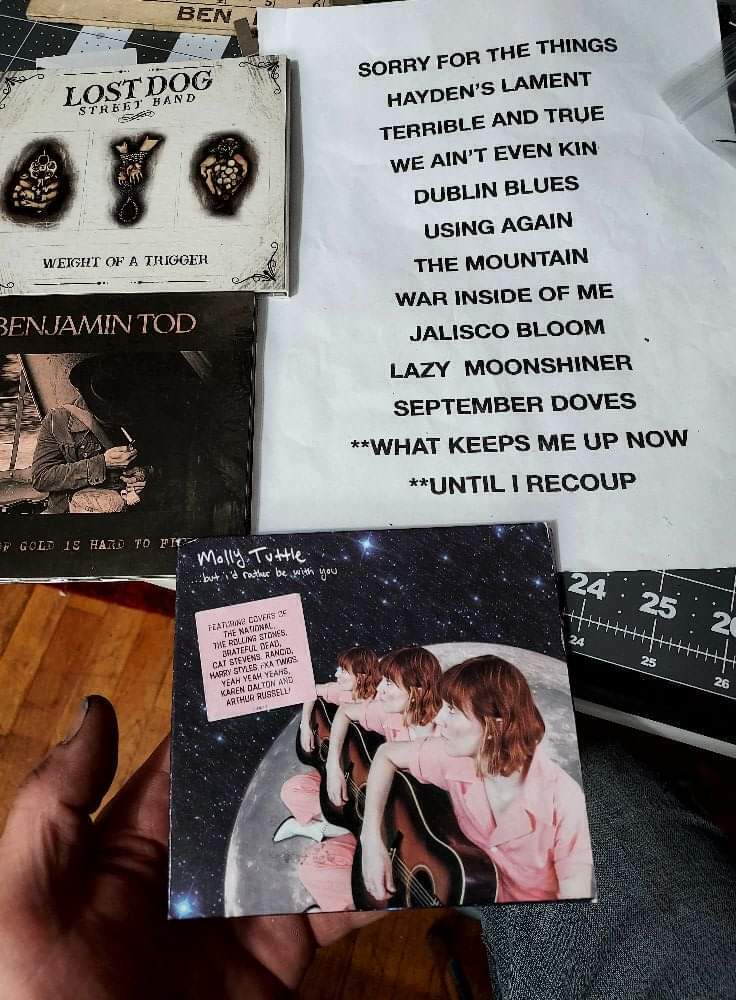 BEN
LOST DOG
STREET BAND
WEIGHT OF A TRIGGER
BENJAMIN TOD
GOLD IS HARD TO
SORRY FOR THE THINGS
HAYDEN'S LAMENT
TERRIBLE AND TRUE
WE AIN'T EVEN KIN
DUBLIN BLUES
USING AGAIN
THE MOUNTAIN
WAR INSIDE OF ME
JALISCO BLOOM
LAZY MOONSHINER
SEPTEMBER DOVES
**WHAT KEEPS ME UP NOW
**UNTIL I RECOUP
Molly Tuttle
...but i'd rather be with you
FEATURING COVERS OF
THE NATIONAL,
THE ROLLING STONES,
GRATEFUL DEAD,
CAT STEVENS, RANCID,
HARRY STYLES, FKA TWIGS,
YEAH YEAH YEAHS,
KAREN DALTON AND
ARTHUR RUSSELL!
24 25
24 25 26